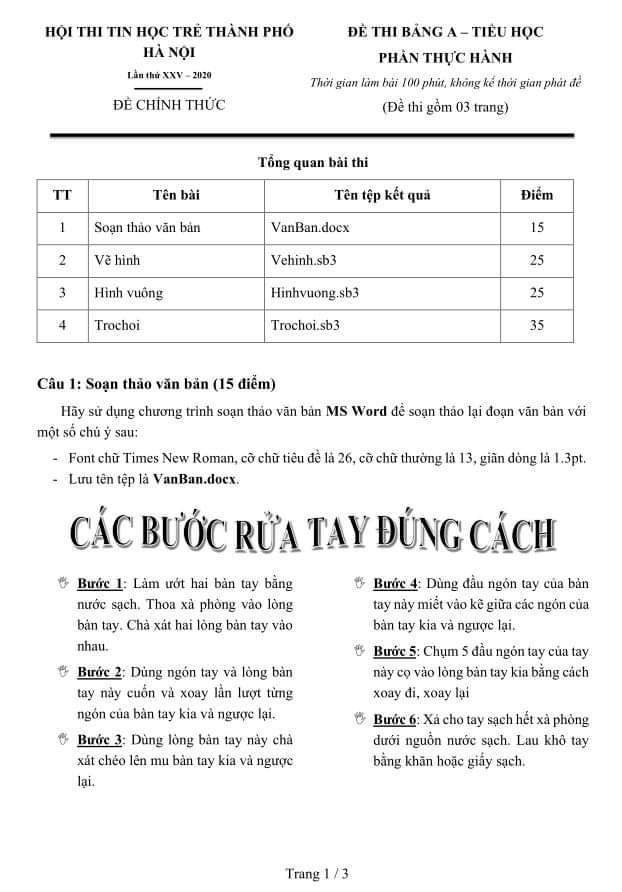 HỘI THI TIN HỌC TRẺ THÀNH PHỐ
HÀ NỘI
Lần thứ XXV – 2020
ĐỀ CHÍNH THỨC
ĐỀ THI BẢNG A – TIỂU HỌC
PHẦN THỰC HÀNH
Thời gian làm bài 100 phút, không kể thời gian phát đề
(Đề thi gồm 03 trang)
Tổng quan bài thi
TT Tên bài Tên tệp kết quả Điểm
1 Soạn thảo văn bản VanBan.docx 15
2 Vẽ hình Vehinh.sb3 25
3 Hình vuông Hinhvuong.sb3 25
4 Trochoi Trochoi.sb3 35
Câu 1: Soạn thảo văn bản (15 điểm)
Hãy sử dụng chương trình soạn thảo văn bản MS Word để soạn thảo lại đoạn văn bản với
một số chú ý sau:
- Font chữ Times New Roman, cỡ chữ tiêu đề là 26, cỡ chữ thường là 13, giãn dòng là 1.3pt.
- Lưu tên tệp là VanBan.docx.
CÁC BƯỚC RỬA TAY ĐÚNG CÁCH
Bước 1: Làm ướt hai bàn tay bằng
nước sạch. Thoa xà phòng vào lòng
bàn tay. Chà xát hai lòng bàn tay vào
nhau.
Bước 2: Dùng ngón tay và lòng bàn
tay này cuốn và xoay lần lượt từng
ngón của bàn tay kia và ngược lại.
Bước 3: Dùng lòng bàn tay này chà
xát chéo lên mu bàn tay kia và ngược
lại.
Bước 4: Dùng đầu ngón tay của bàn
tay này miết vào kẽ giữa các ngón của
bàn tay kia và ngược lại.
Bước 5: Chụm 5 đầu ngón tay của tay
này cọ vào lòng bàn tay kia bằng cách
xoay đi, xoay lại
Bước 6: Xả cho tay sạch hết xà phòng
dưới nguồn nước sạch. Lau khô tay
bằng khăn hoặc giấy sạch.
Trang 1 / 3